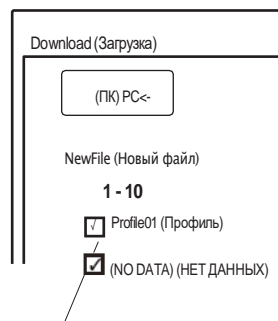 Download (Загрузка)
(ПК) PC<-
NewFile (Новый файл)
1 - 10
√ Profile01 (Профиль)
✓ (NO DATA) (НЕТ ДАННЫХ)